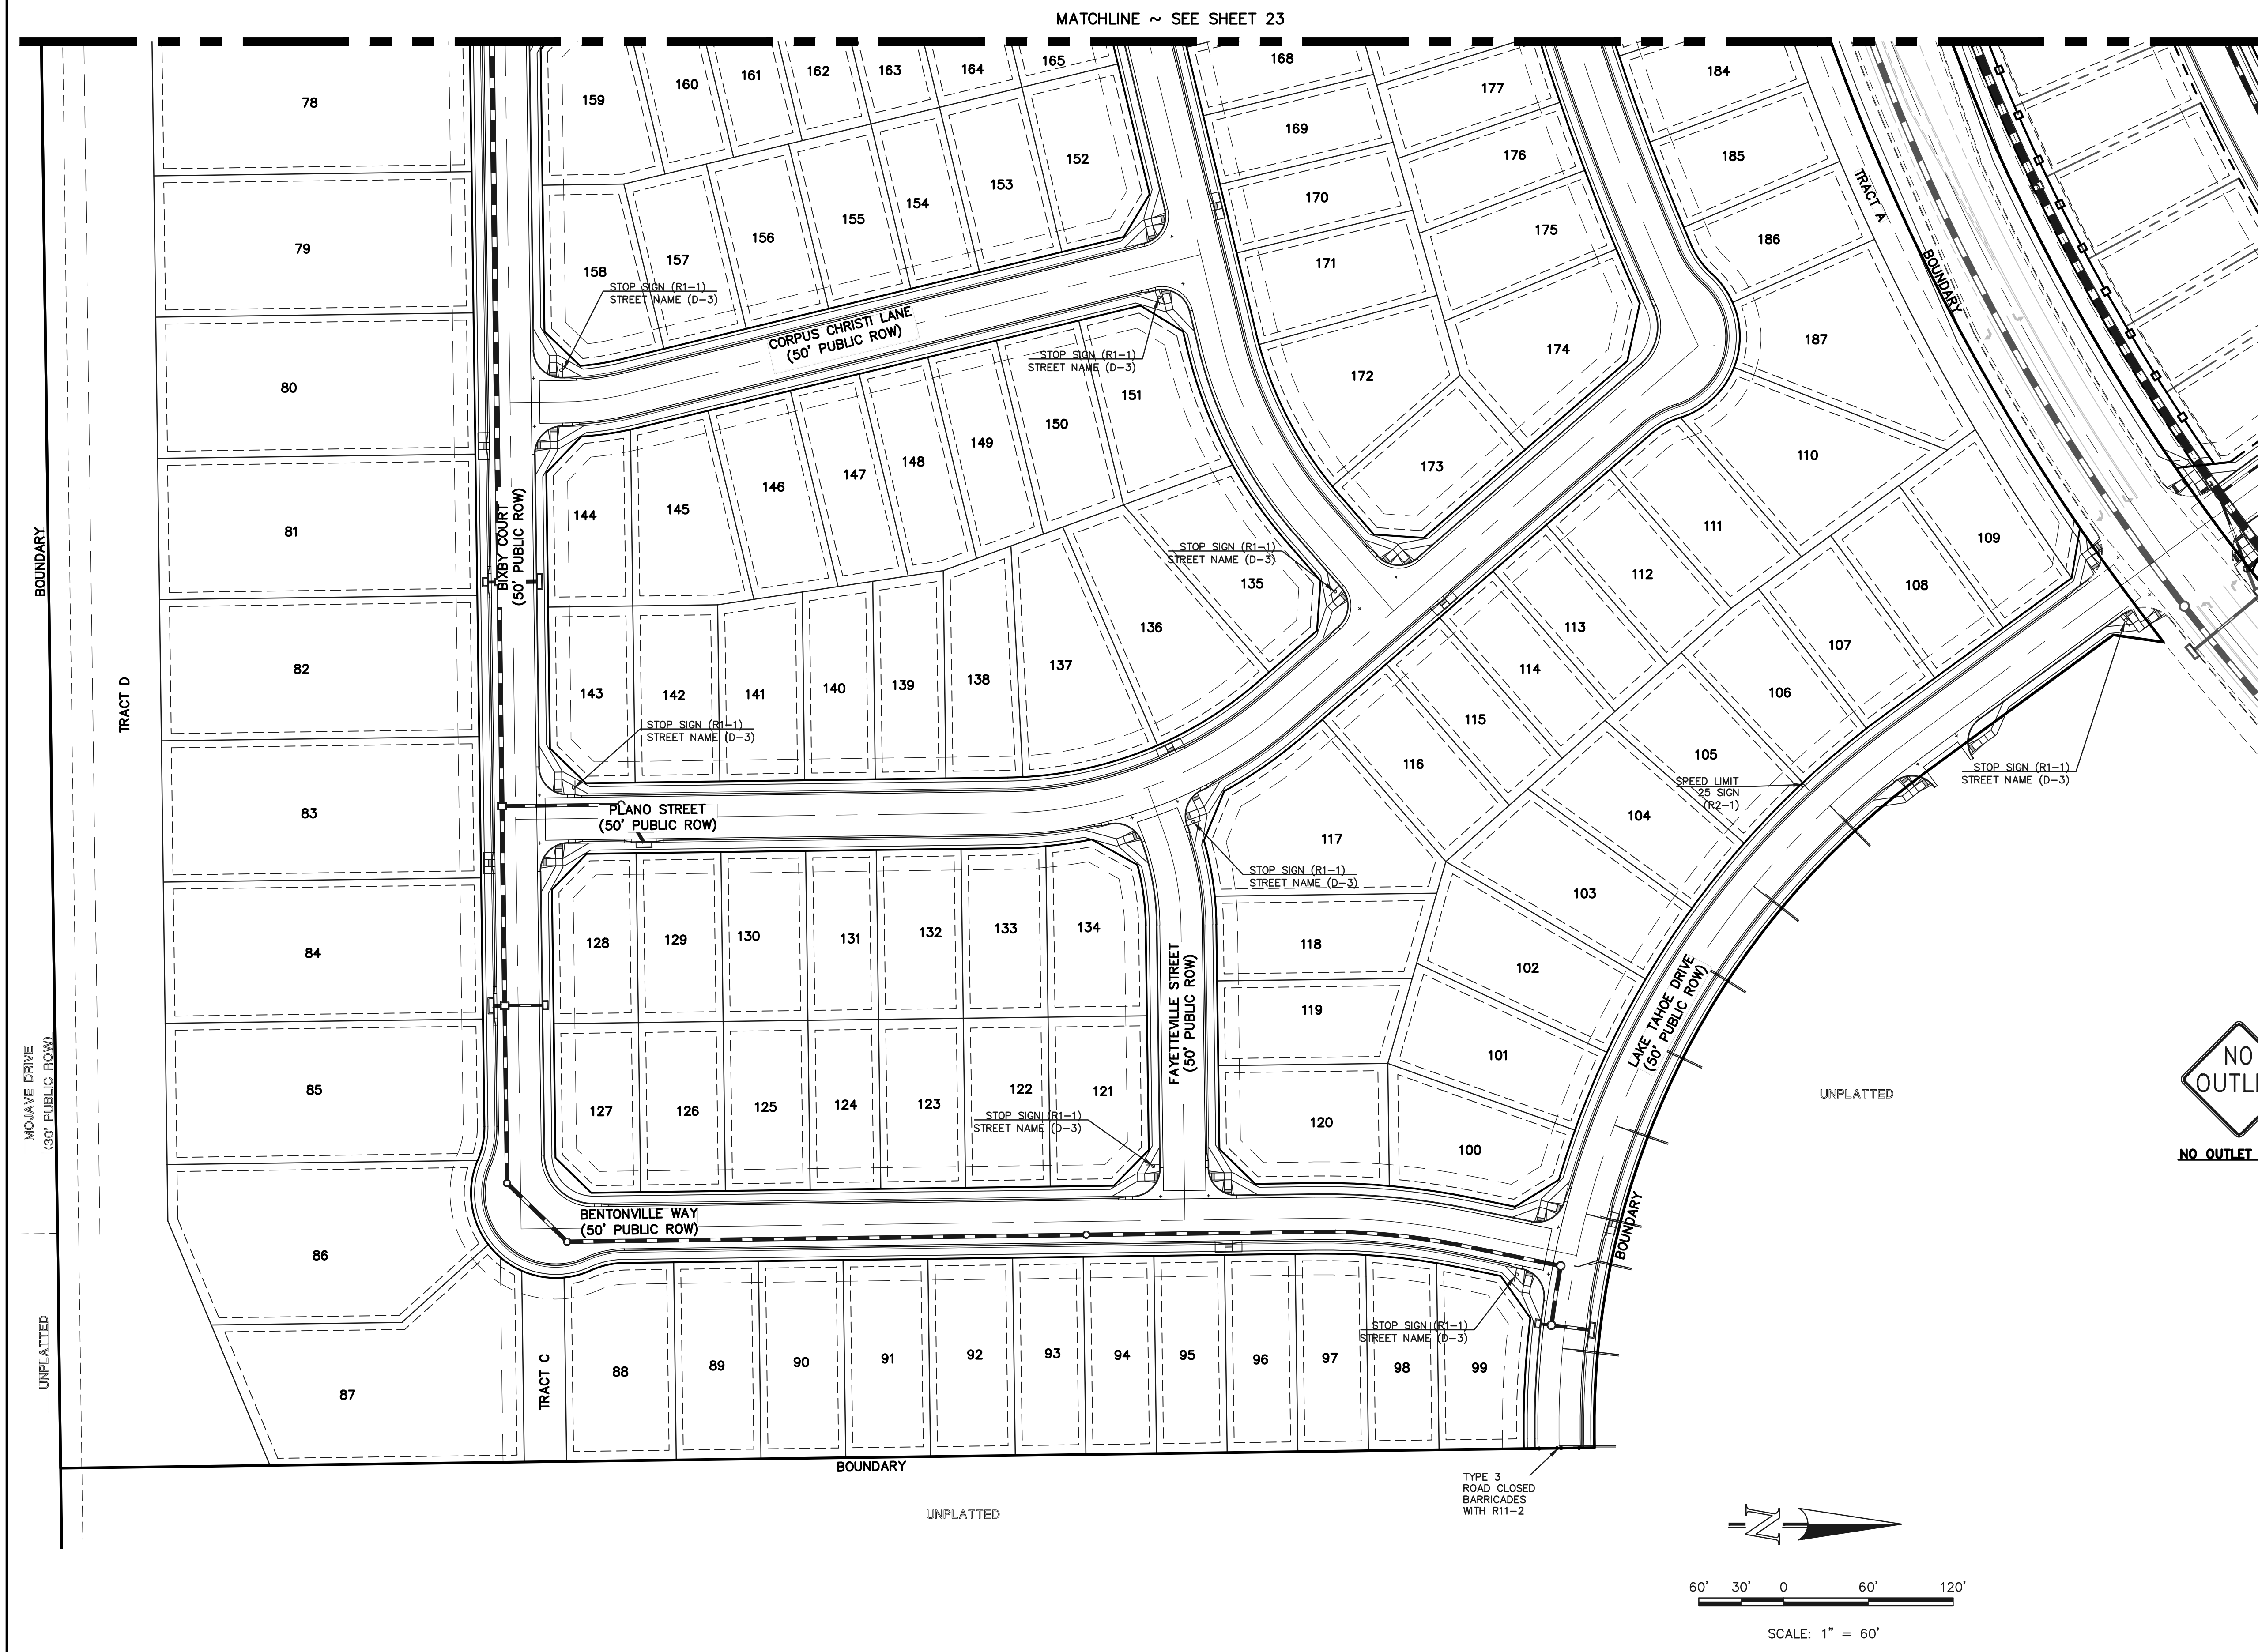 MATCHLINE ~ SEE SHEET 23
78
79
80
81
82
83
84
85
86
87
BOUNDARY
TRACT D
MOJAVE DRIVE
(30' PUBLIC ROW)
UNPLATTED
159
160
161
162
163
164
165
152
153
154
155
156
157
158
STOP SIGN (R1-1)
STREET NAME (D-3)
CORPUS CHRISTI LANE
(50' PUBLIC ROW)
STOP SIGN (R1-1)
STREET NAME (D-3)
BIXBY COURT
(50' PUBLIC ROW)
144
145
146
147
148
149
150
151
STOP SIGN (R1-1)
STREET NAME (D-3)
135
136
137
138
139
140
141
142
143
STOP SIGN (R1-1)
STREET NAME (D-3)
PLANO STREET
(50' PUBLIC ROW)
168
169
170
171
172
173
174
175
176
177
184
185
186
187
TRACT A
BOUNDARY
110
111
112
113
114
115
116
117
STOP SIGN (R1-1)
STREET NAME (D-3)
109
108
107
106
105
104
103
102
101
100
SPEED LIMIT
25 SIGN
(R2-1)
STOP SIGN (R1-1)
STREET NAME (D-3)
118
119
120
128
129
130
131
132
133
134
127
126
125
124
123
122
121
STOP SIGN (R1-1)
STREET NAME (D-3)
FAYETTEVILLE STREET
(50' PUBLIC ROW)
LAKE TAHOE DRIVE
(50' PUBLIC ROW)
UNPLATTED
NO
NO OUTLET
BENTONVILLE WAY
(50' PUBLIC ROW)
BOUNDARY
TRACT C
88
89
90
91
92
93
94
95
96
97
98
99
STOP SIGN (R1-1)
STREET NAME (D-3)
BOUNDARY
UNPLATTED
TYPE 3
ROAD CLOSED
BARRICADES
WITH R11-2
N
60' 30' 0 60' 120'
SCALE: 1" = 60'